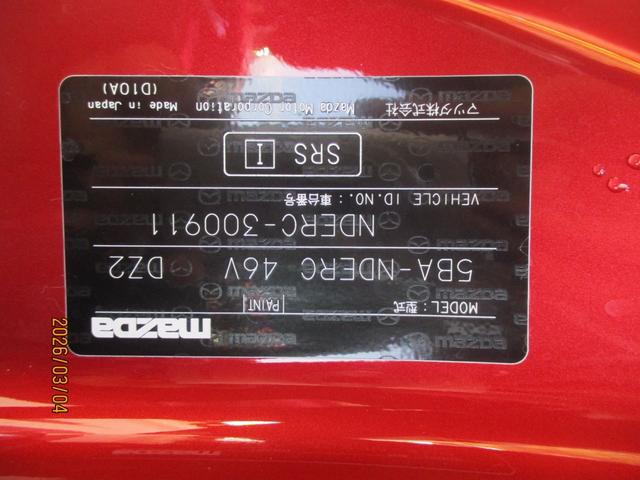 mazda
MODEL:型式 PAINT
5BA-NDERC 46V DZ2
VEHICLE ID.NO.:車台番号
NDERC-300911
SRS I
マツダ株式会社 Mazda Motor Corporation Made in Japan
(D10A)
2026/03/04